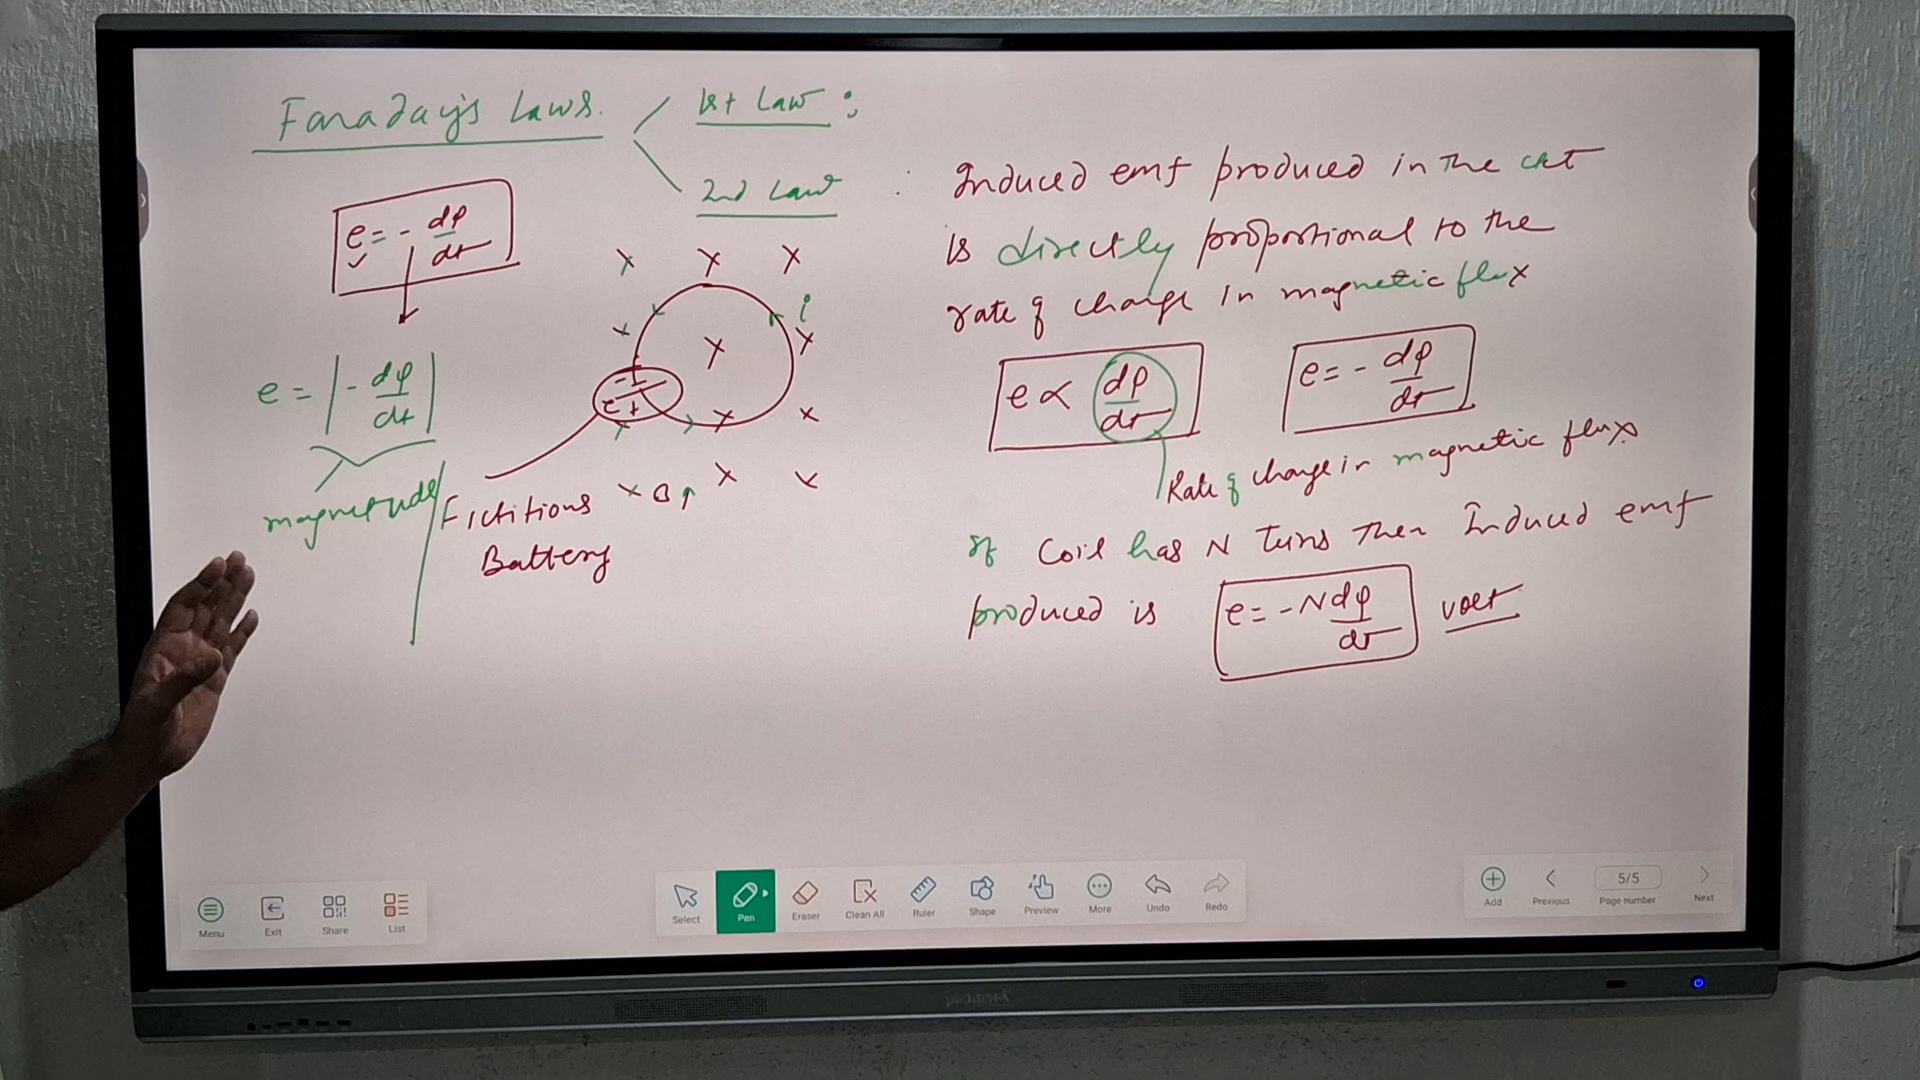 Faraday's Laws.
1st Law :
2nd Law :
e = - dφ/dt
i
× B↑
- e +
e = |- dφ/dt|
magnetude
Fictitions
Battery
Induced emf produced in the ckt
is directly proportional to the
rate of change in magnetic flux
e ∝ dφ/dt
e = - dφ/dt
Rate of change in magnetic flux
If Coil has N Turns Then Induced emf
produced is e = - N dφ/dt volt
Menu Exit Share List
Select Pen Eraser Clean All Ruler Shape Preview More Undo Redo
Add Previous 5/5 Page number Next